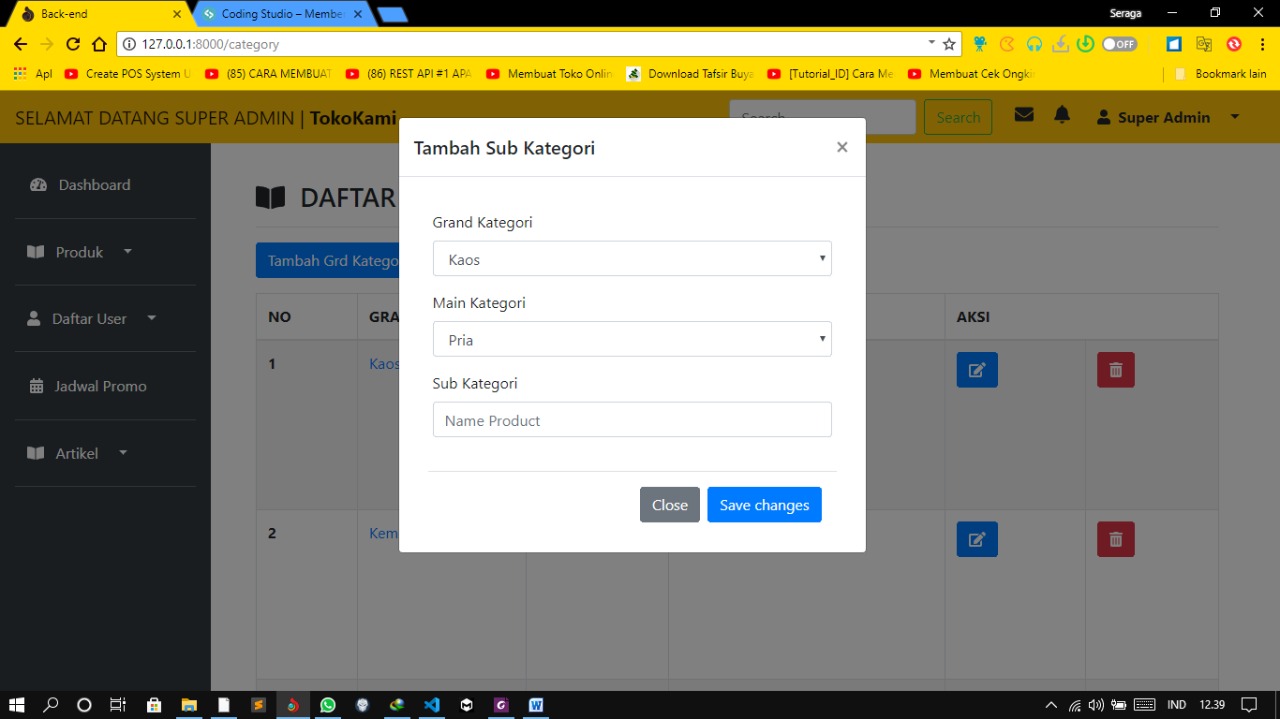 Back-end
Coding Studio – Membe
Seraga
127.0.0.1:8000/category
OFF
Apl
Create POS System U
(85) CARA MEMBUAT
(86) REST API #1 APA
Membuat Toko Onlin
Download Tafsir Buya
[Tutorial_ID] Cara Me
Membuat Cek Ongki
Bookmark lain
SELAMAT DATANG SUPER ADMIN | TokoKami
Search
Search
Super Admin
Dashboard
Produk
Daftar User
Jadwal Promo
Artikel
DAFTAR
Tambah Grd Katego
NO
GRA
AKSI
1
Kaos
2
Kem
Tambah Sub Kategori
×
Grand Kategori
Kaos
Main Kategori
Pria
Sub Kategori
Name Product
Close
Save changes
IND
12.39